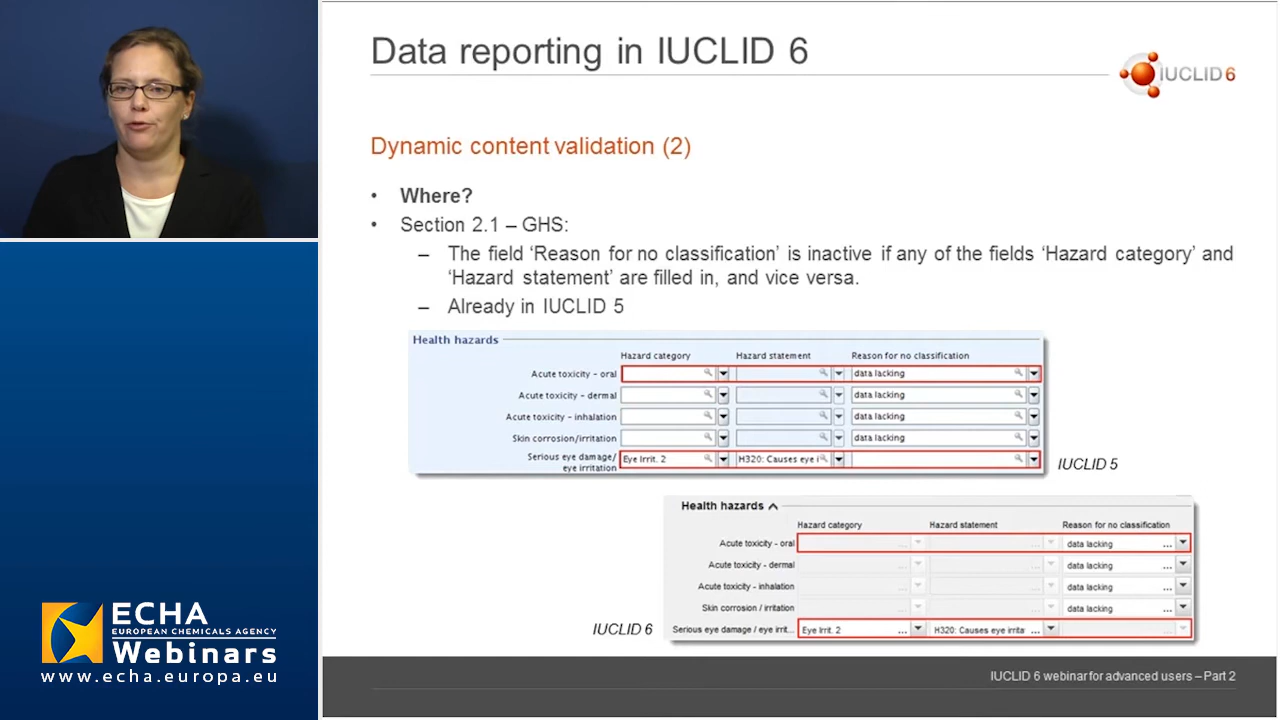 Data reporting in IUCLID 6
IUCLID 6
Dynamic content validation (2)
• Where?
• Section 2.1 – GHS:
– The field ‘Reason for no classification’ is inactive if any of the fields ‘Hazard category’ and
‘Hazard statement’ are filled in, and vice versa.
– Already in IUCLID 5
Health hazards
Hazard category Hazard statement Reason for no classification
Acute toxicity - oral data lacking
Acute toxicity - dermal data lacking
Acute toxicity - inhalation data lacking
Skin corrosion/irritation data lacking
Serious eye damage/
eye irritation Eye Irrit. 2 H320: Causes eye i
IUCLID 5
Health hazards
Hazard category Hazard statement Reason for no classification
Acute toxicity - oral ... ... data lacking ...
Acute toxicity - dermal ... ... data lacking ...
Acute toxicity - inhalation ... ... data lacking ...
Skin corrosion / irritation ... ... data lacking ...
Serious eye damage / eye irrit... Eye Irrit. 2 ... H320: Causes eye irrita ...
IUCLID 6
ECHA
EUROPEAN CHEMICALS AGENCY
Webinars
www.echa.europa.eu
IUCLID 6 webinar for advanced users – Part 2